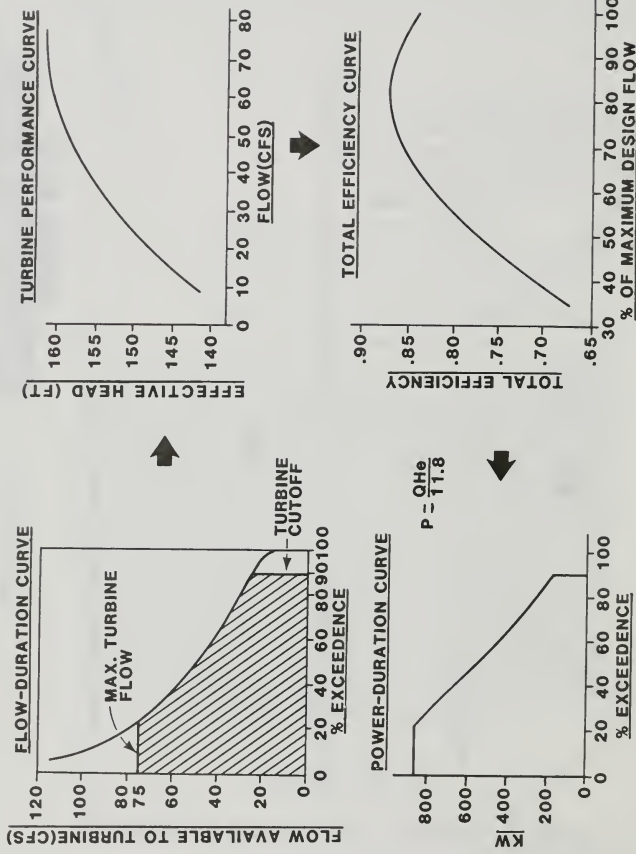 FLOW-DURATION CURVE
FLOW AVAILABLE TO TURBINE(CFS)
120
100
80
75
60
40
20
0
MAX. TURBINE
FLOW
TURBINE
CUTOFF
0 20 40 60 80 90 100
% EXCEEDENCE
TURBINE PERFORMANCE CURVE
EFFECTIVE HEAD (FT)
160
155
150
145
140
0 10 20 30 40 50 60 70 80
FLOW(CFS)
POWER-DURATION CURVE
P = QHe
11.8
KW
800
600
400
200
0
0 20 40 60 80 100
% EXCEEDENCE
TOTAL EFFICIENCY CURVE
TOTAL EFFICIENCY
.90
.85
.80
.75
.70
.65
30 40 50 60 70 80 90 100
% OF MAXIMUM DESIGN FLOW